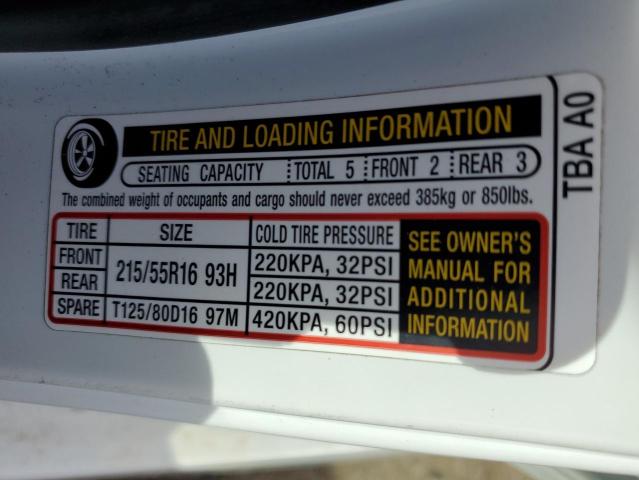 TIRE AND LOADING INFORMATION
SEATING CAPACITY TOTAL 5 FRONT 2 REAR 3
The combined weight of occupants and cargo should never exceed 385kg or 850lbs.
TIRE SIZE COLD TIRE PRESSURE
FRONT 215/55R16 93H 220KPA, 32PSI
REAR 220KPA, 32PSI
SPARE T125/80D16 97M 420KPA, 60PSI
SEE OWNER'S
MANUAL FOR
ADDITIONAL
INFORMATION
TBA A0